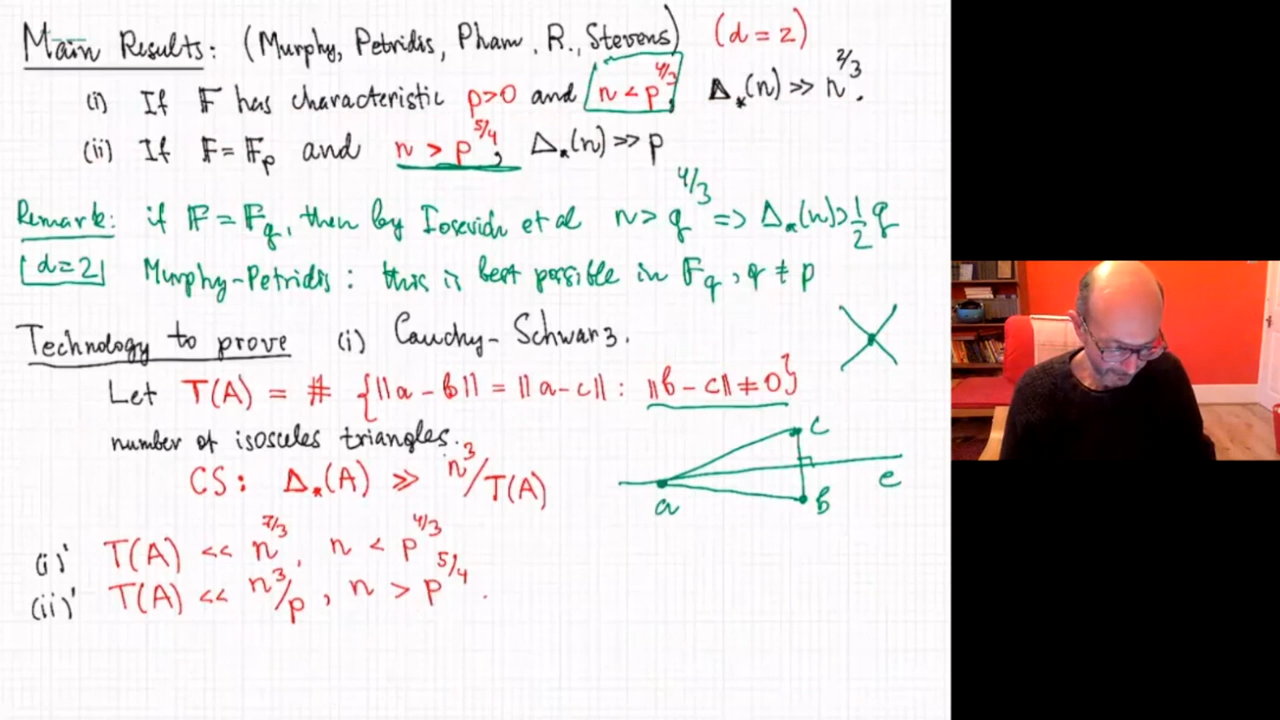 Main Results: (Murphy, Petridis, Pham, R., Stevens) (d = 2)
(i) If 𝔽 has characteristic p>0 and n < p^{4/3}, Δ_*(n) >> n^{2/3}.
(ii) If 𝔽 = 𝔽_p and n > p^{5/4}, Δ_*(n) >> p
Remark: if 𝔽 = 𝔽_q, then by Iosevich et al n > q^{4/3} => Δ_*(n) > 1/2 q
[d=2] Murphy-Petridis: this is best possible in 𝔽_q, q ≠ p
Technology to prove (i) Cauchy-Schwarz.
Let T(A) = # {||a - b|| = ||a - c|| : ||b - c|| ≠ 0}
number of isosceles triangles.
c
CS: Δ_*(A) >> n^3/T(A)
e
a
b
(i)' T(A) << n^{7/3}, n < p^{4/3}
(ii)' T(A) << n^3/p, n > p^{5/4}.